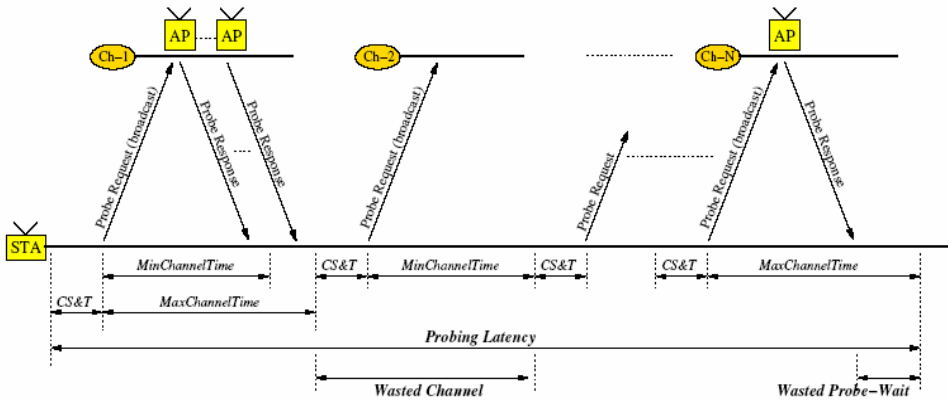 AP AP AP
Ch-1 Ch-2 Ch-N
Probe Request (broadcast)
Probe Response
Probe Response
Probe Request (broadcast)
Probe Request
Probe Request (broadcast)
Probe Response
STA
MinChannelTime CS&T MinChannelTime CS&T CS&T MaxChannelTime
CS&T MaxChannelTime
Probing Latency
Wasted Channel Wasted Probe-Wait